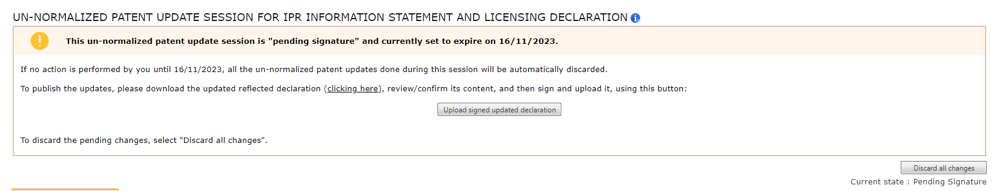 UN-NORMALIZED PATENT UPDATE SESSION FOR IPR INFORMATION STATEMENT AND LICENSING DECLARATION
This un-normalized patent update session is "pending signature" and currently set to expire on 16/11/2023.
If no action is performed by you until 16/11/2023, all the un-normalized patent updates done during this session will be automatically discarded.
To publish the updates, please download the updated reflected declaration (clicking here), review/confirm its content, and then sign and upload it, using this button:
Upload signed updated declaration
To discard the pending changes, select "Discard all changes".
Discard all changes
Current state : Pending Signature